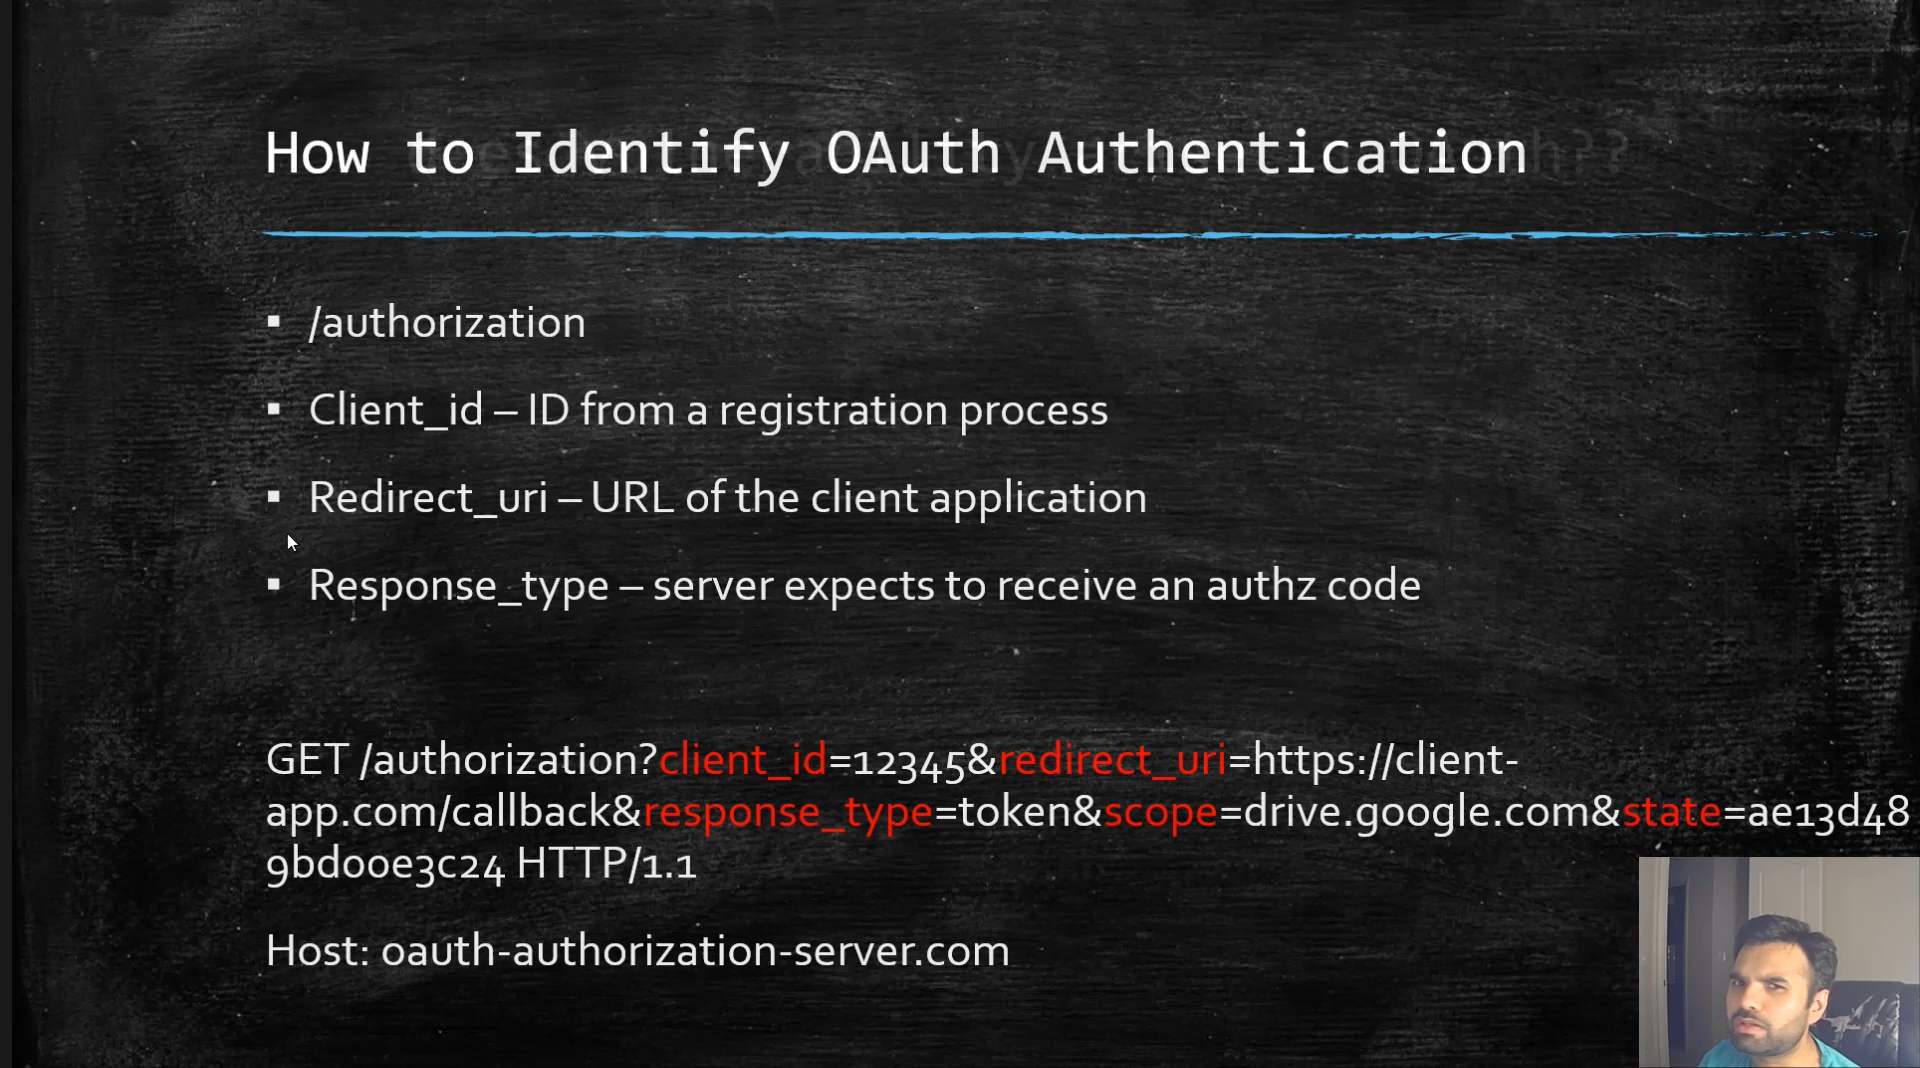 How to Identify OAuth Authentication
/authorization
Client_id – ID from a registration process
Redirect_uri – URL of the client application
Response_type – server expects to receive an authz code
GET /authorization?client_id=12345&redirect_uri=https://client-
app.com/callback&response_type=token&scope=drive.google.com&state=ae13d48
9bd00e3c24 HTTP/1.1
Host: oauth-authorization-server.com